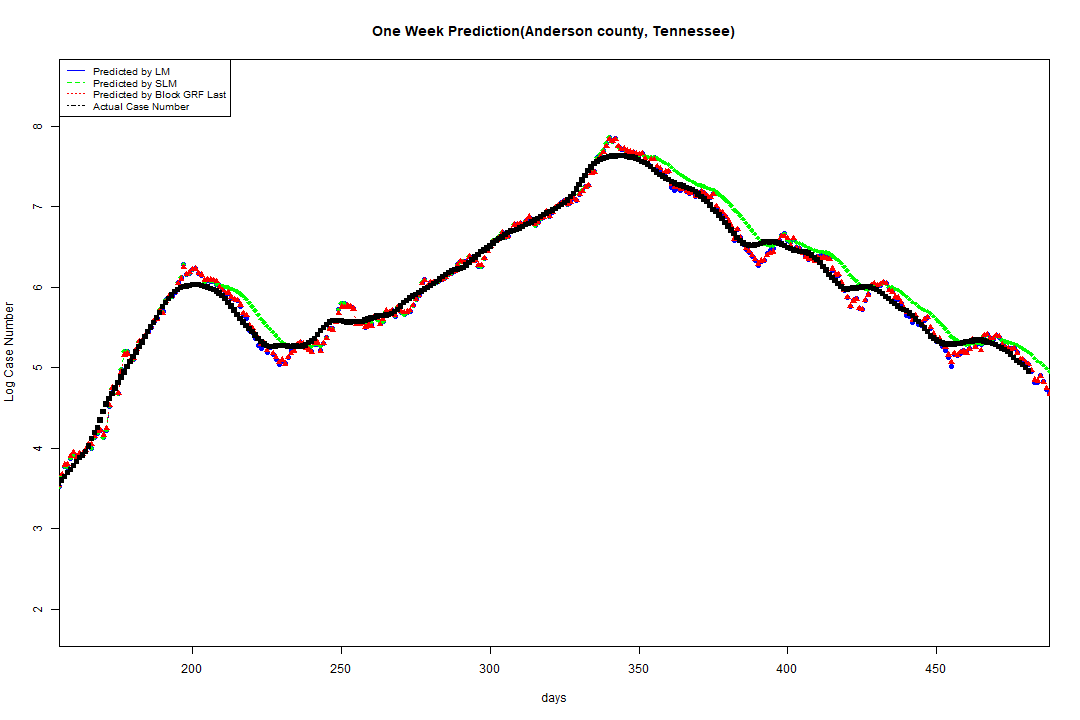 One Week Prediction(Anderson county, Tennessee)
Predicted by LM
Predicted by SLM
Predicted by Block GRF Last
Actual Case Number
Log Case Number
8
7
6
5
4
3
2
200 250 300 350 400 450
days